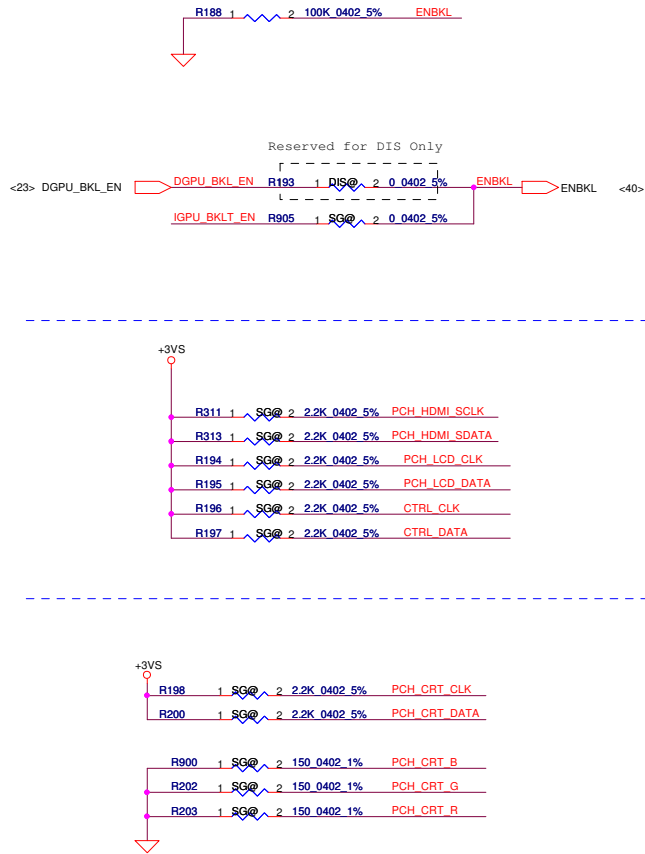 R188 1 2 100K_0402_5% ENBKL
Reserved for DIS Only
<23> DGPU_BKL_EN DGPU_BKL_EN R193 1 DIS@ 2 0_0402_5% ENBKL ENBKL <40>
IGPU_BKLT_EN R905 1 SG@ 2 0_0402_5%
+3VS
R311 1 SG@ 2 2.2K_0402_5% PCH_HDMI_SCLK
R313 1 SG@ 2 2.2K_0402_5% PCH_HDMI_SDATA
R194 1 SG@ 2 2.2K_0402_5% PCH_LCD_CLK
R195 1 SG@ 2 2.2K_0402_5% PCH_LCD_DATA
R196 1 SG@ 2 2.2K_0402_5% CTRL_CLK
R197 1 SG@ 2 2.2K_0402_5% CTRL_DATA
+3VS
R198 1 SG@ 2 2.2K_0402_5% PCH_CRT_CLK
R200 1 SG@ 2 2.2K_0402_5% PCH_CRT_DATA
R900 1 SG@ 2 150_0402_1% PCH_CRT_B
R202 1 SG@ 2 150_0402_1% PCH_CRT_G
R203 1 SG@ 2 150_0402_1% PCH_CRT_R